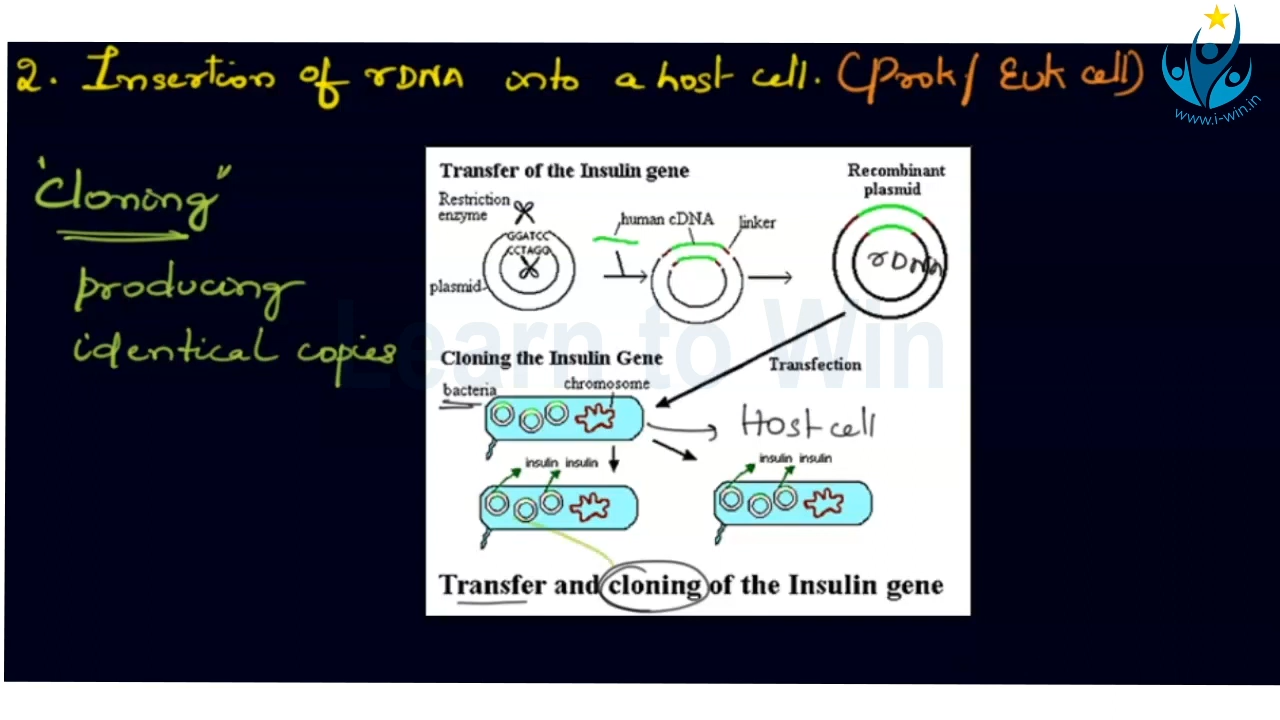 2. Insertion of rDNA into a host cell. (Prok/ Euk cell)
www.i-win.in
"Cloning"
producing
identical copies
Transfer of the Insulin gene
Recombinant
plasmid
Restriction
enzyme
human cDNA
linker
GGATCC
CCTAGG
plasmid
rDNA
Learn to Win
Cloning the Insulin Gene
Transfection
bacteria
chromosome
Host cell
insulin insulin
insulin insulin
Transfer and cloning of the Insulin gene